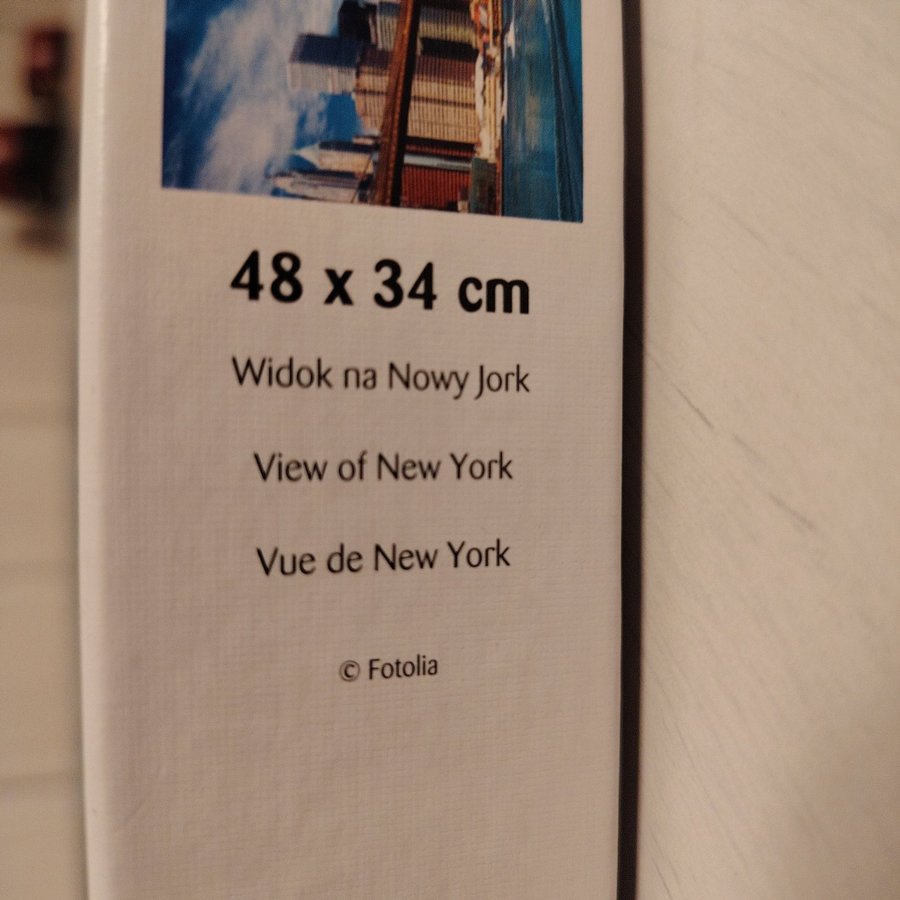 48 x 34 cm
Widok na Nowy Jork
View of New York
Vue de New York
© Fotolia